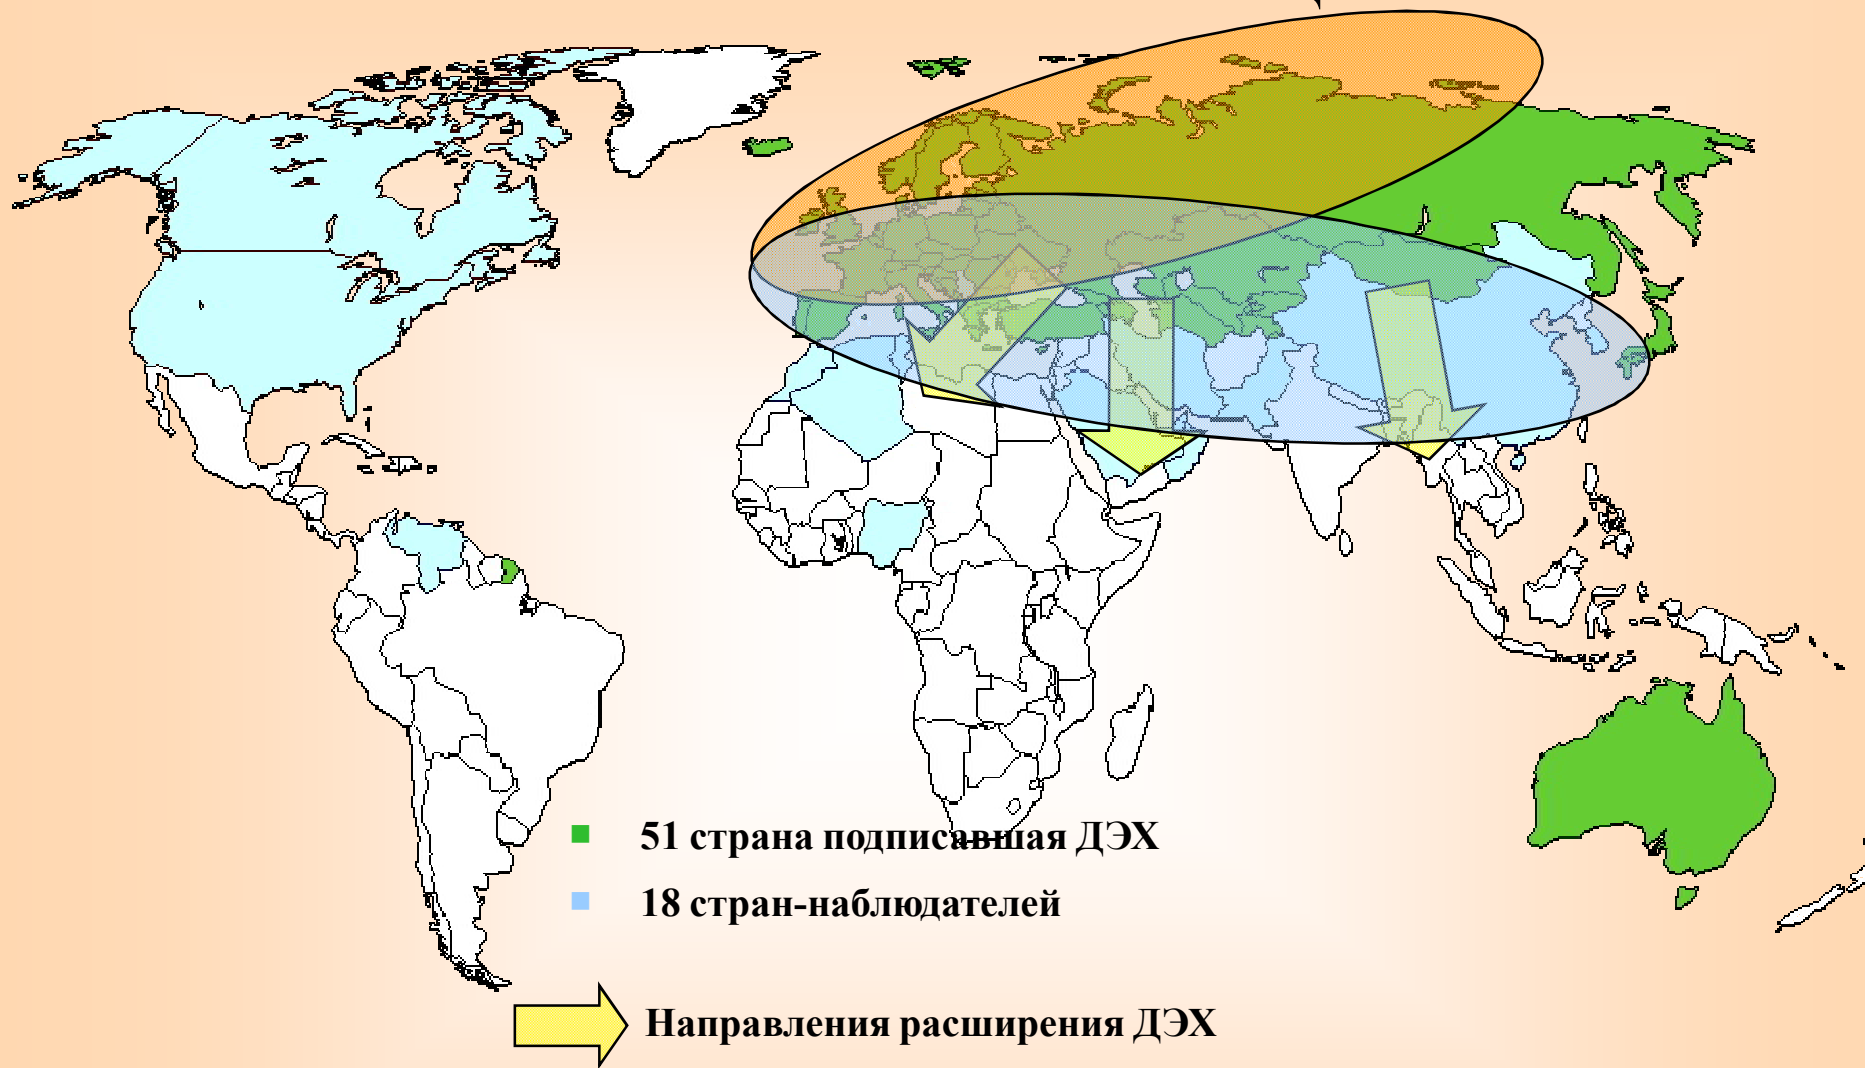 51 страна подписавшая ДЭХ
18 стран-наблюдателей
Направления расширения ДЭХ